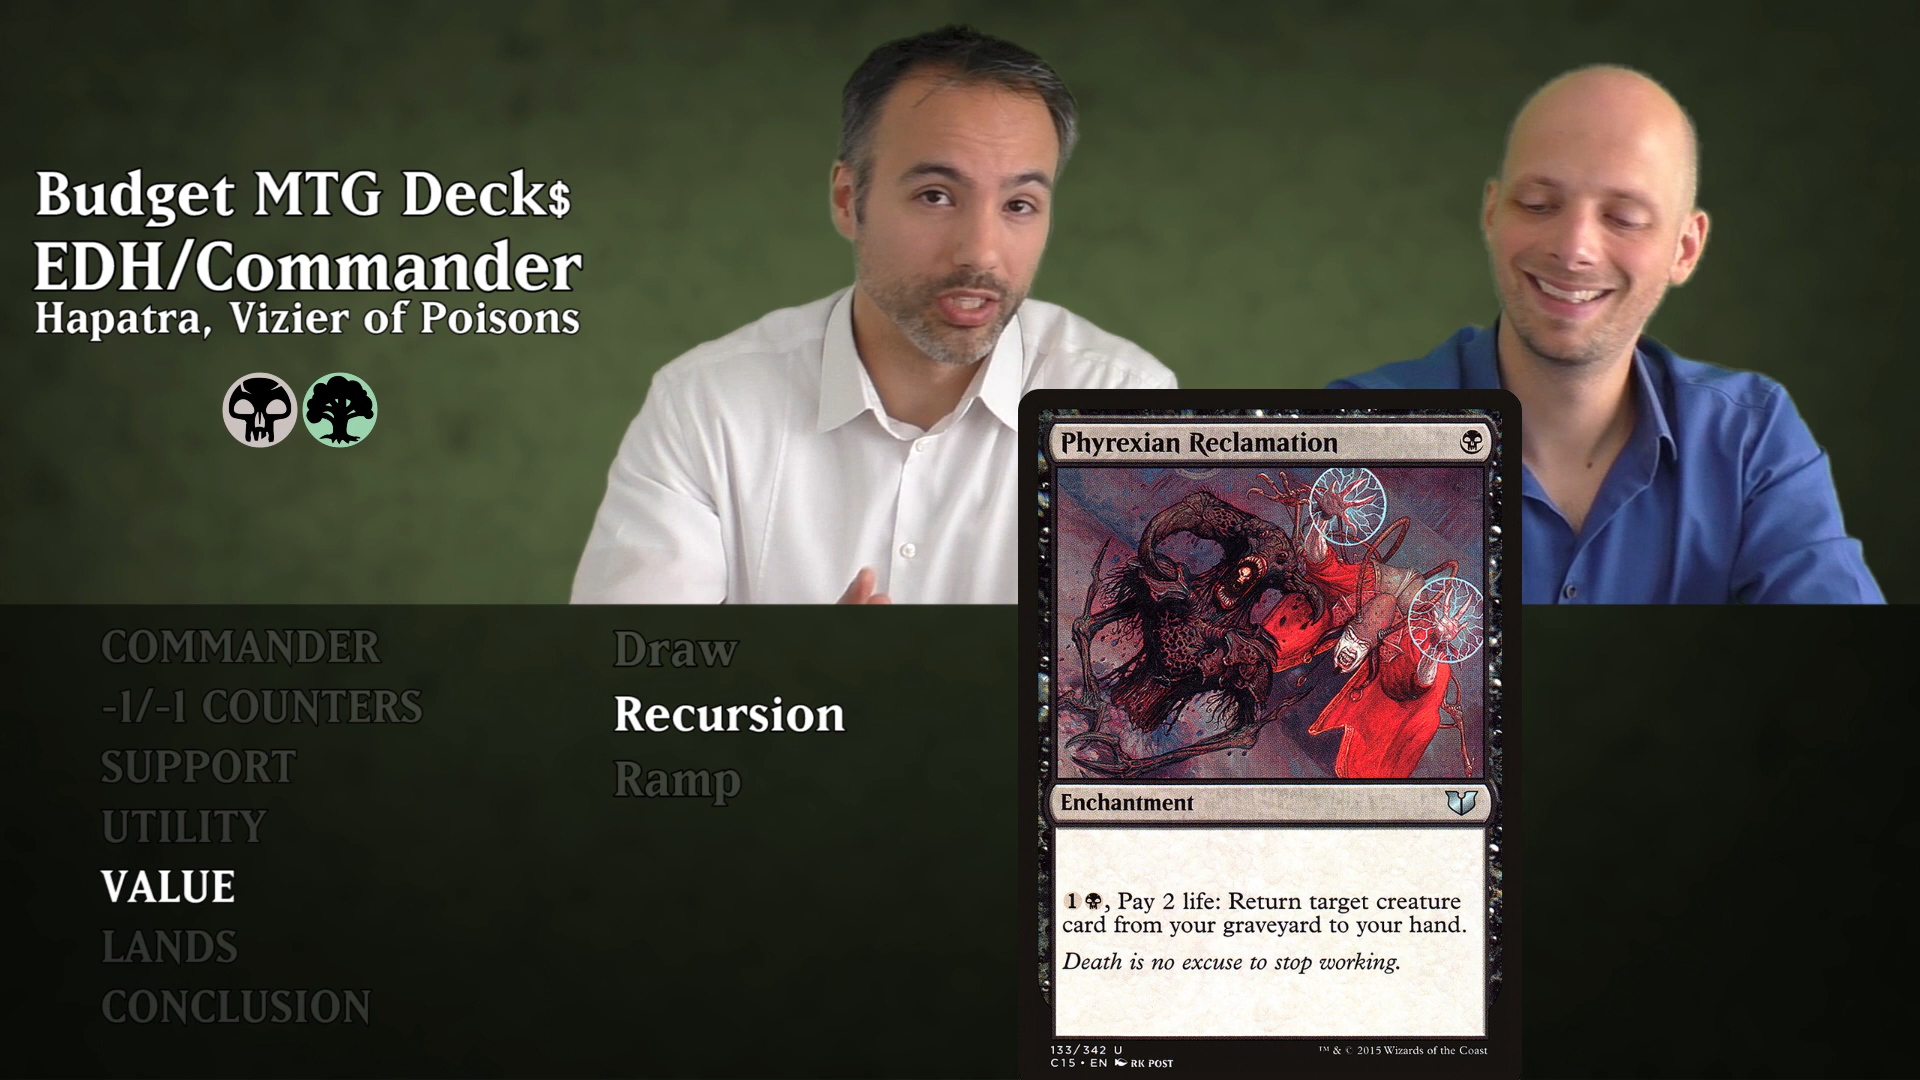 Budget MTG Deck$
EDH/Commander
Hapatra, Vizier of Poisons
COMMANDER
-1/-1 COUNTERS
SUPPORT
UTILITY
VALUE
LANDS
CONCLUSION
Draw
Recursion
Ramp
Phyrexian Reclamation
Enchantment
1, Pay 2 life: Return target creature
card from your graveyard to your hand.
Death is no excuse to stop working.
133/342 U
C15 • EN RK POST
™ & © 2015 Wizards of the Coast